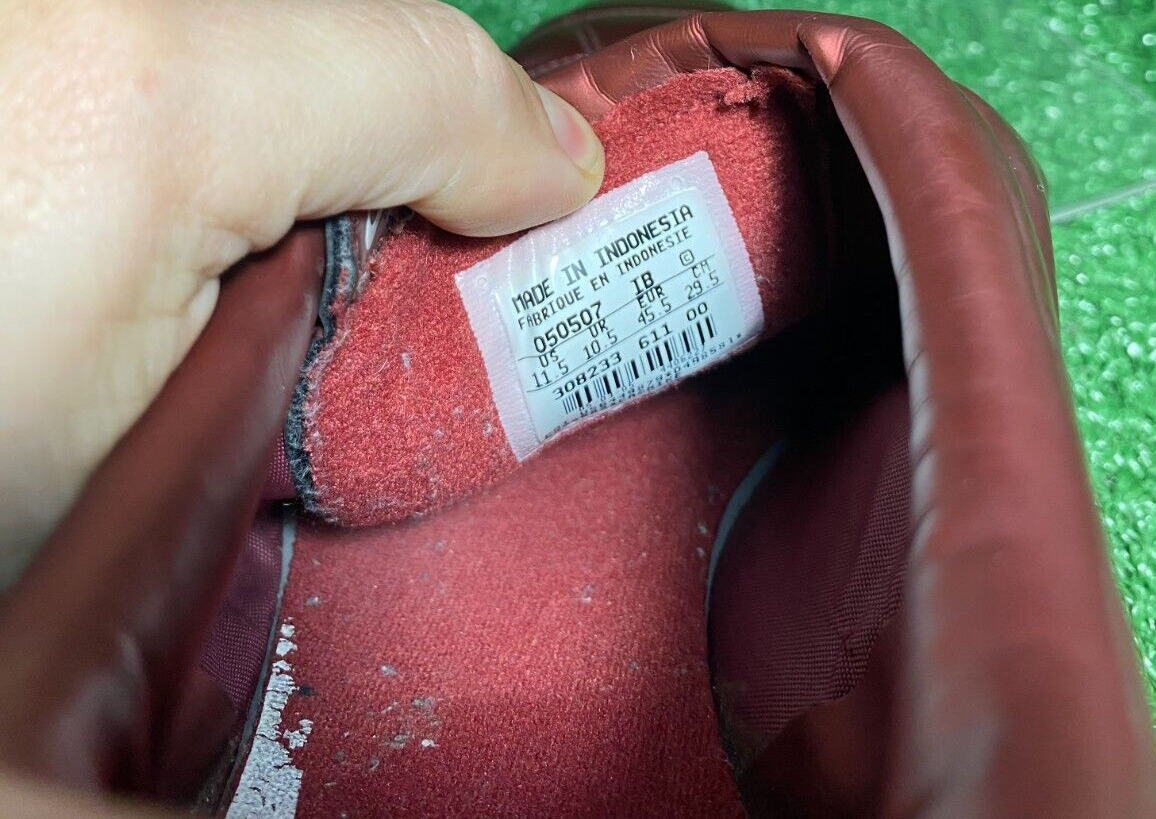 MADE IN INDONESIA
FABRIQUE EN INDONESIE
050507 IB ©
US UR EUR CM
11.5 10.5 45.5 29.5
308233 611 00